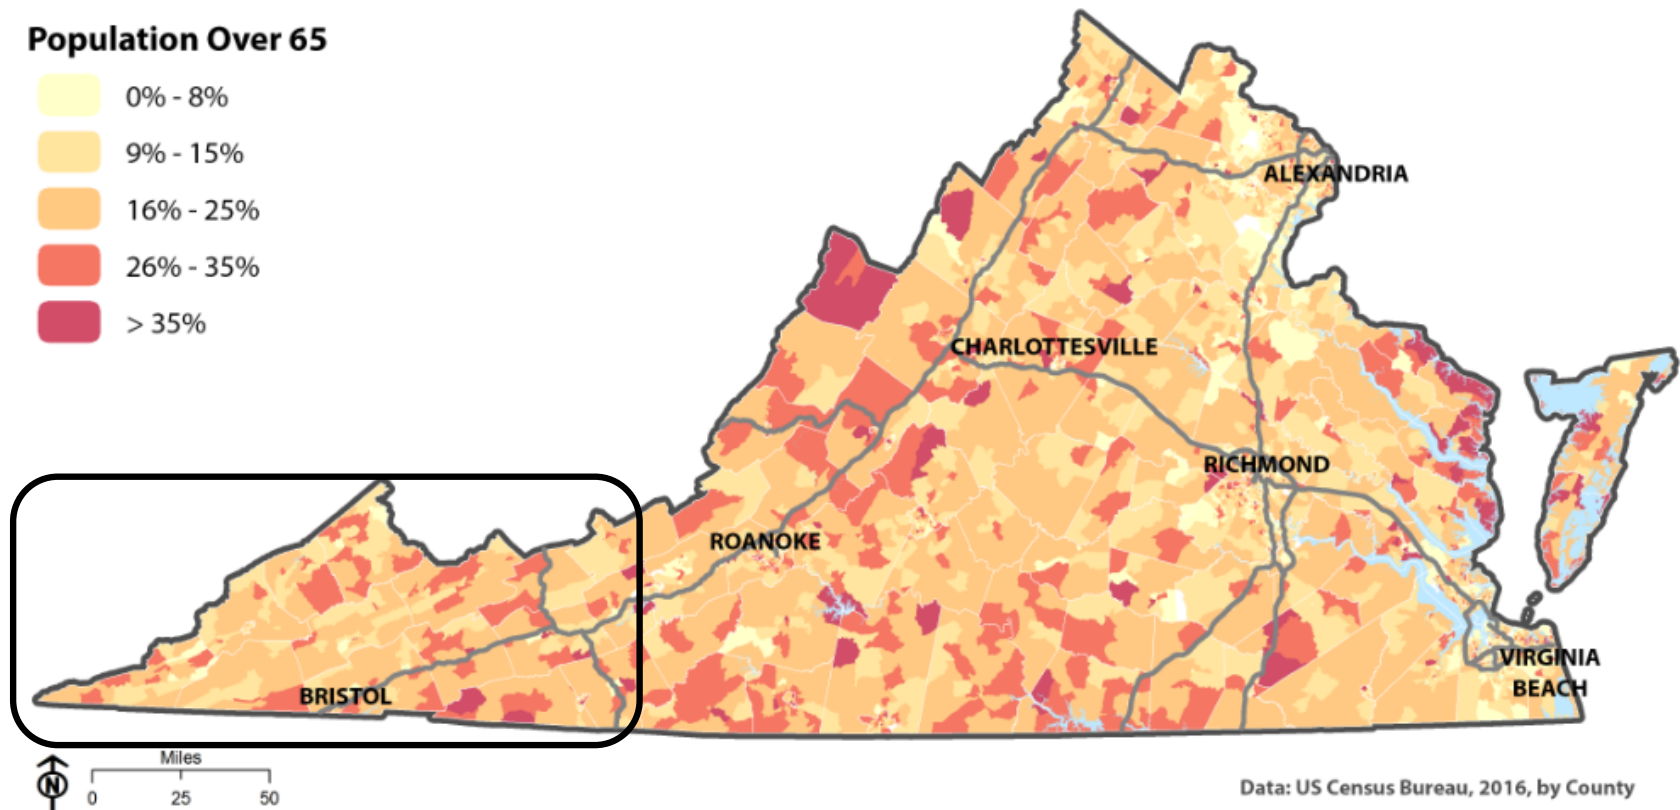 Population Over 65
0% - 8%
9% - 15%
16% - 25%
26% - 35%
> 35%
ALEXANDRIA
CHARLOTTESVILLE
RICHMOND
ROANOKE
VIRGINIA
BEACH
BRISTOL
Miles
N
0 25 50
Data: US Census Bureau, 2016, by County